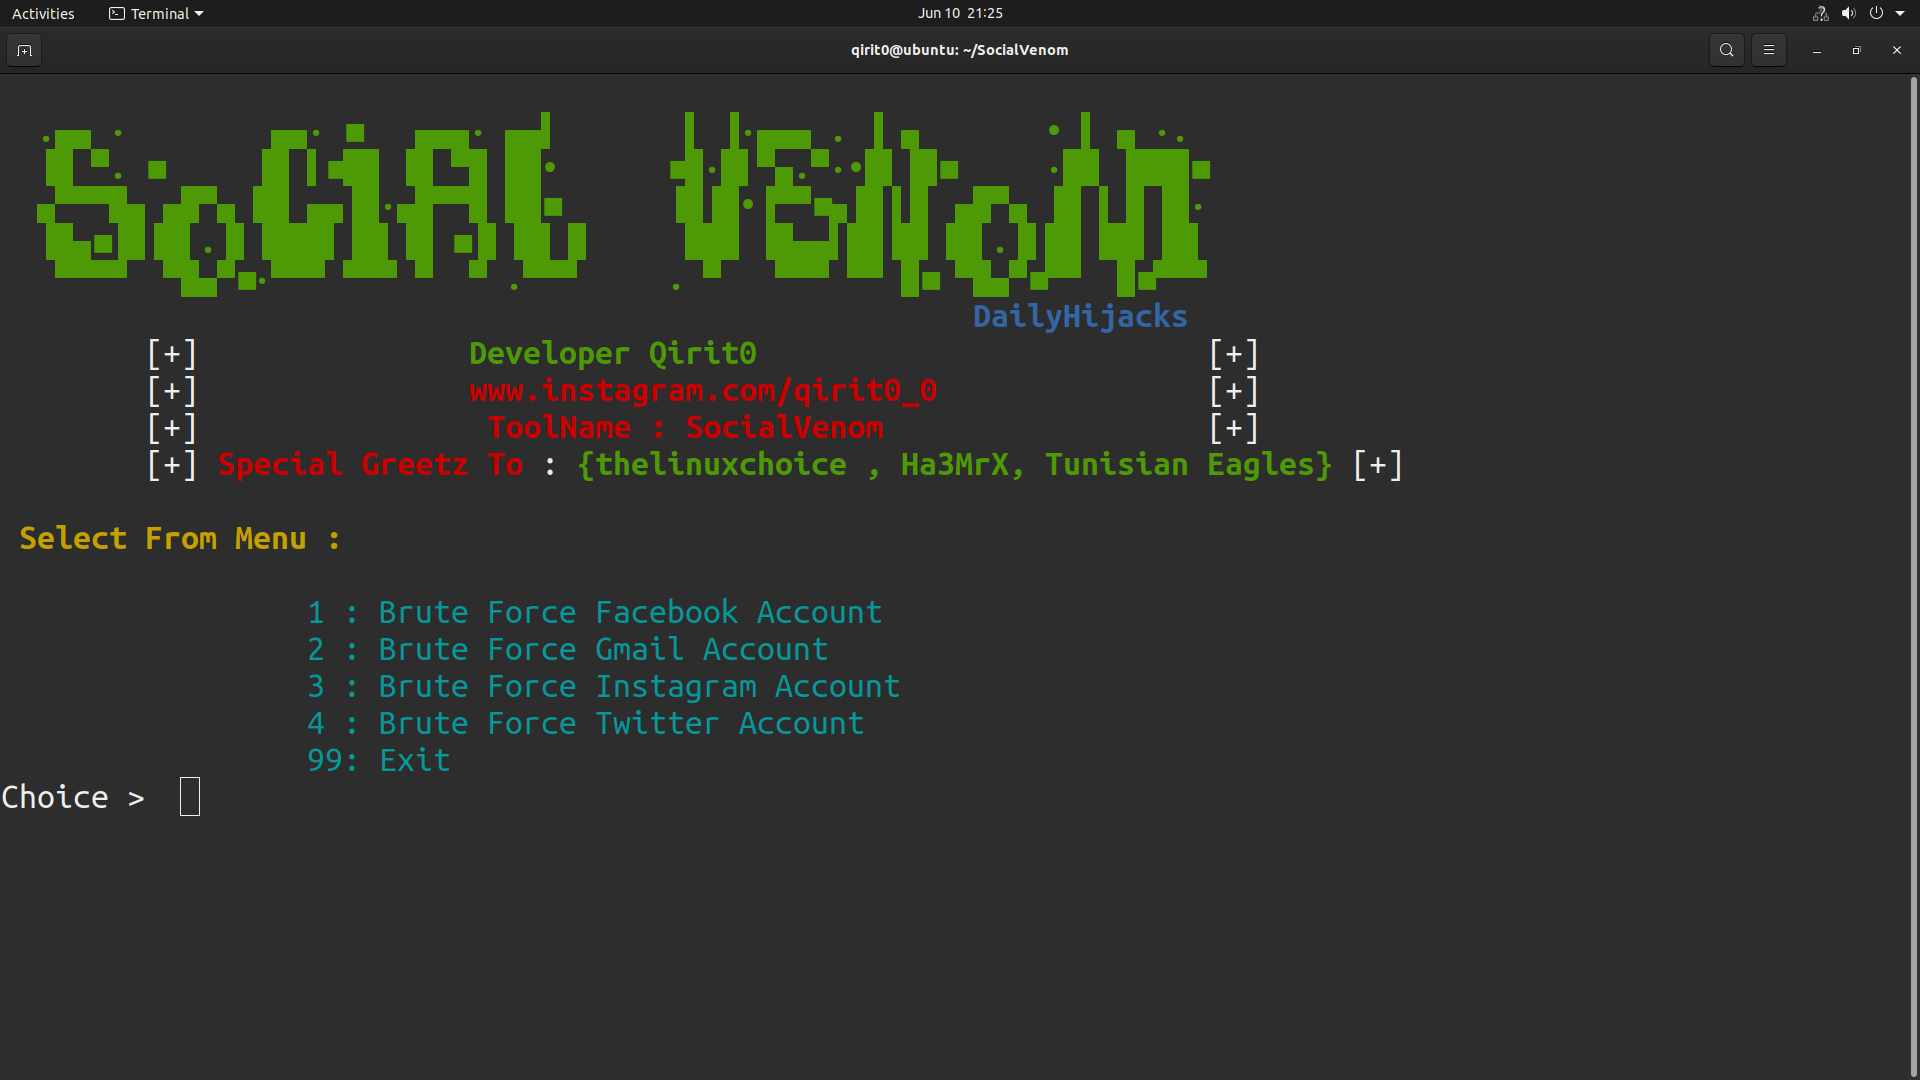 Activities Terminal Jun 10 21:25
qirit0@ubuntu: ~/SocialVenom
SoCiAL VENoM
DailyHijacks
[+] Developer Qirit0 [+]
[+] www.instagram.com/qirit0_0 [+]
[+] ToolName : SocialVenom [+]
[+] Special Greetz To : {thelinuxchoice , Ha3MrX, Tunisian Eagles} [+]
Select From Menu :
1 : Brute Force Facebook Account
2 : Brute Force Gmail Account
3 : Brute Force Instagram Account
4 : Brute Force Twitter Account
99: Exit
Choice >